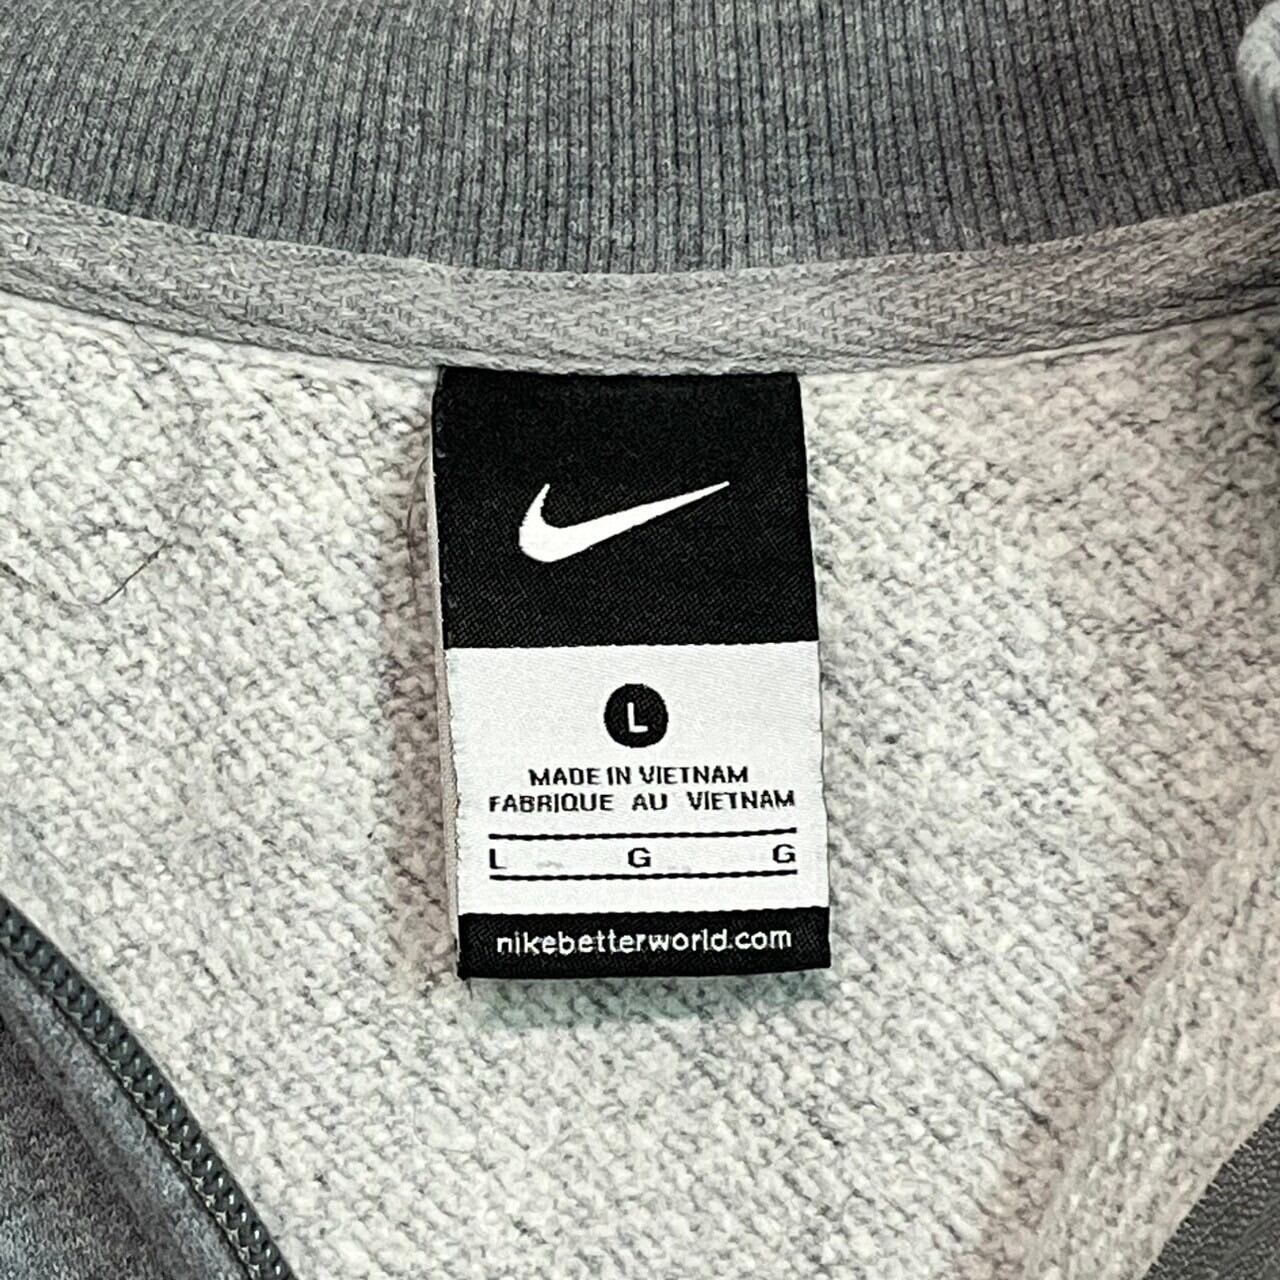 L
MADE IN VIETNAM
FABRIQUE AU VIETNAM
L G G
nikebetterworld.com